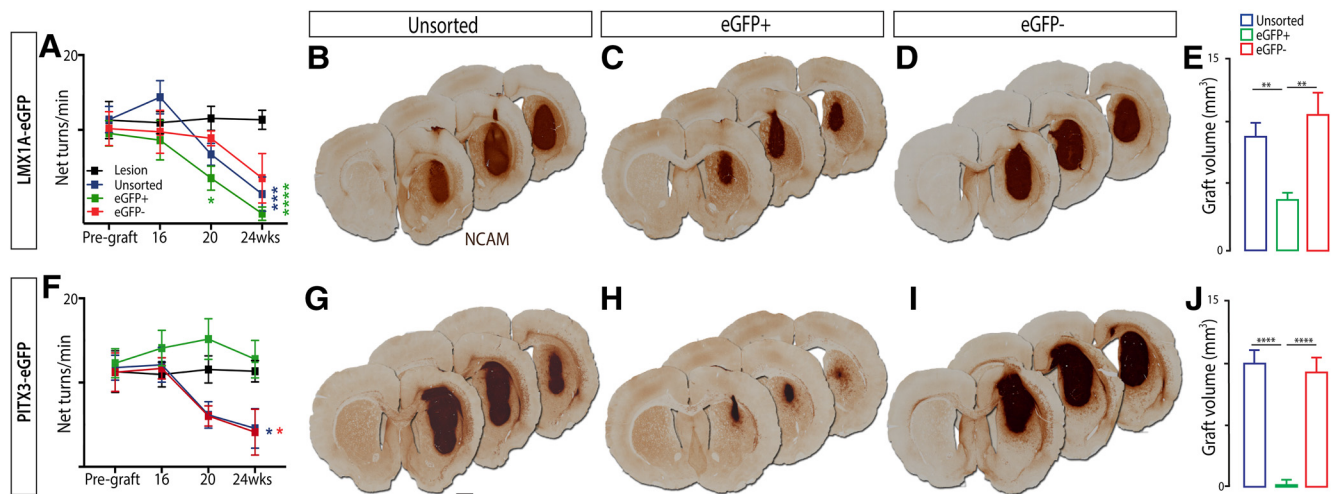 Unsorted
eGFP+
eGFP-
Unsorted
eGFP+
eGFP-
LMX1A-eGFP
A
20
Net turns/min
Lesion
Unsorted
eGFP+
eGFP-
*
***
****
Pre-graft 16 20 24wks
B
NCAM
C
D
E
15
Graft volume (mm³)
** **
0
PITX3-eGFP
F
20
Net turns/min
* *
Pre-graft 16 20 24wks
G
H
I
J
15
Graft volume (mm³)
**** ****
0